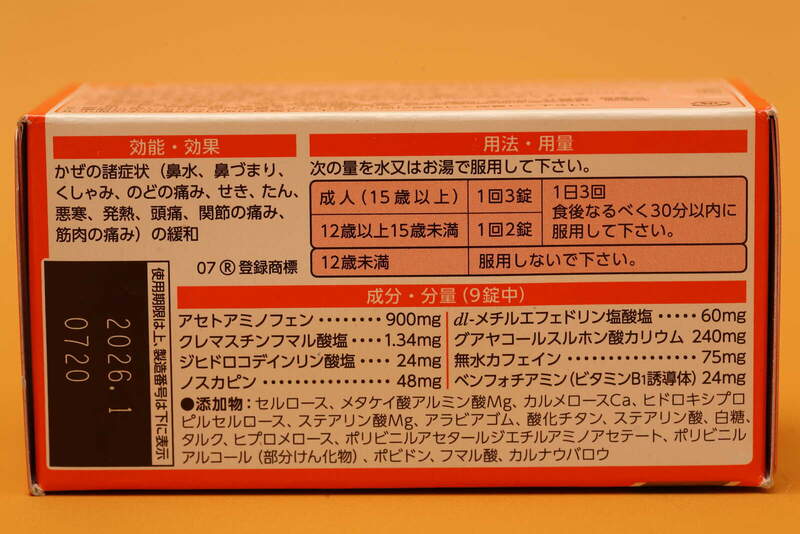 効能・効果
かぜの諸症状（鼻水、鼻づまり、
くしゃみ、のどの痛み、せき、たん、
悪寒、発熱、頭痛、関節の痛み、
筋肉の痛み）の緩和
07 Ⓡ登録商標
用法・用量
次の量を水又はお湯で服用して下さい。
成人（15歳以上） 1回3錠 1日3回
食後なるべく30分以内に
服用して下さい。
12歳以上15歳未満 1回2錠
12歳未満 服用しないで下さい。
使用期限は上、製造番号は下に表示
2026.1
0720
成分・分量（9錠中）
アセトアミノフェン ········ 900mg
クレマスチンフマル酸塩 ····· 1.34mg
ジヒドロコデインリン酸塩 ···· 24mg
ノスカピン ·············· 48mg
dl-メチルエフェドリン塩酸塩 ····· 60mg
グアヤコールスルホン酸カリウム 240mg
無水カフェイン ··········· 75mg
ベンフォチアミン（ビタミンB1誘導体）24mg
●添加物：セルロース、メタケイ酸アルミン酸Mg、カルメロースCa、ヒドロキシプロ
ピルセルロース、ステアリン酸Mg、アラビアゴム、酸化チタン、ステアリン酸、白糖、
タルク、ヒプロメロース、ポリビニルアセタールジエチルアミノアセテート、ポリビニル
アルコール（部分けん化物）、ポビドン、フマル酸、カルナウバロウ